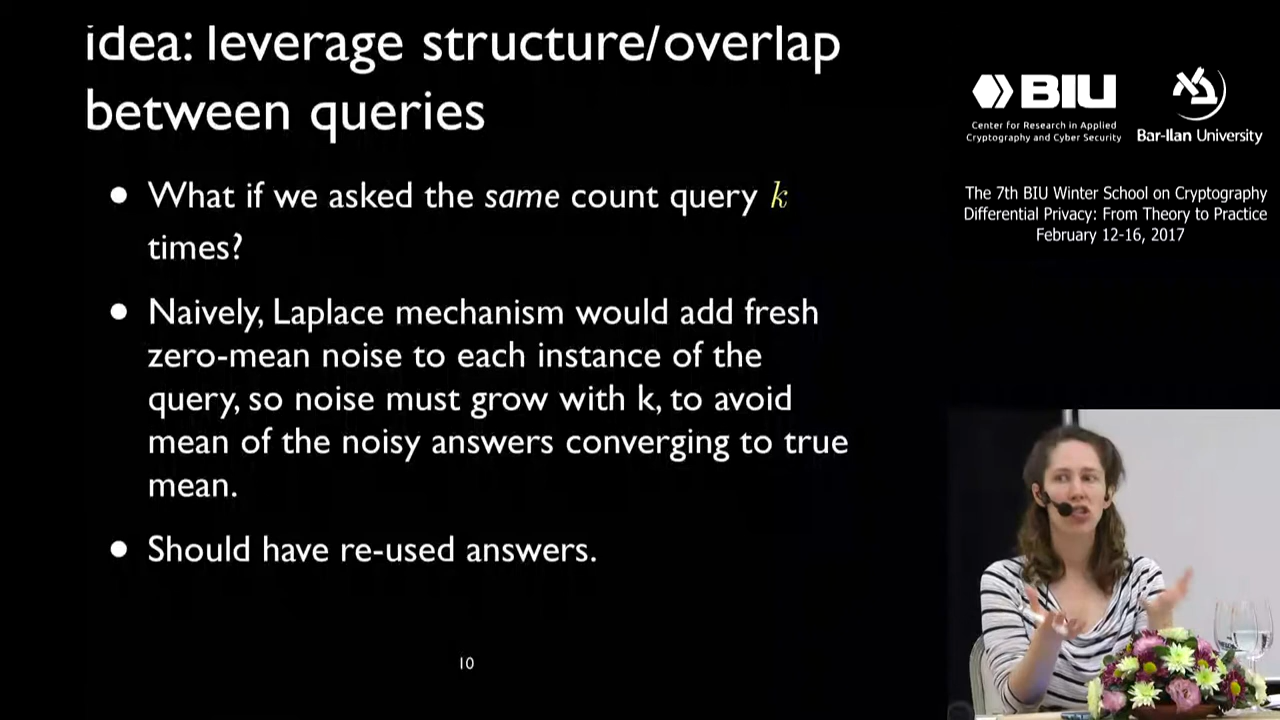 idea: leverage structure/overlap
between queries
• What if we asked the same count query k
times?
• Naively, Laplace mechanism would add fresh
zero-mean noise to each instance of the
query, so noise must grow with k, to avoid
mean of the noisy answers converging to true
mean.
• Should have re-used answers.
10
BIU
Center for Research in Applied
Cryptography and Cyber Security
Bar-Ilan University
The 7th BIU Winter School on Cryptography
Differential Privacy: From Theory to Practice
February 12-16, 2017